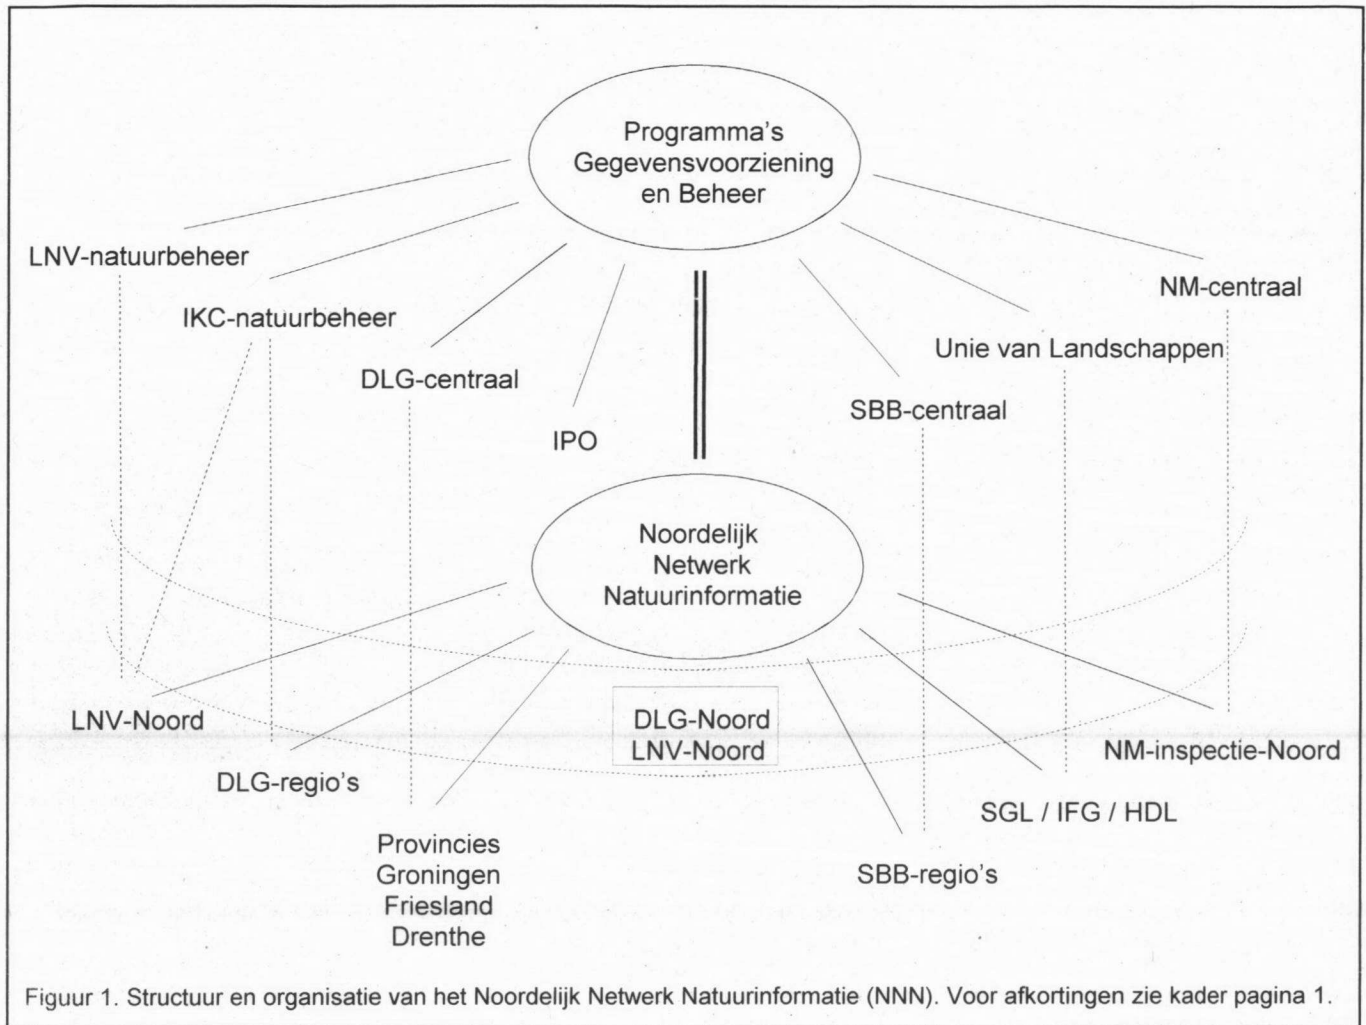 Programma's
Gegevensvoorziening
en Beheer
LNV-natuurbeheer
NM-centraal
IKC-natuurbeheer
Unie van Landschappen
DLG-centraal
SBB-centraal
IPO
Noordelijk
Netwerk
Natuurinformatie
LNV-Noord
DLG-Noord
LNV-Noord
NM-inspectie-Noord
DLG-regio's
SGL / IFG / HDL
Provincies
Groningen
Friesland
Drenthe
SBB-regio's
Figuur 1. Structuur en organisatie van het Noordelijk Netwerk Natuurinformatie (NNN). Voor afkortingen zie kader pagina 1.